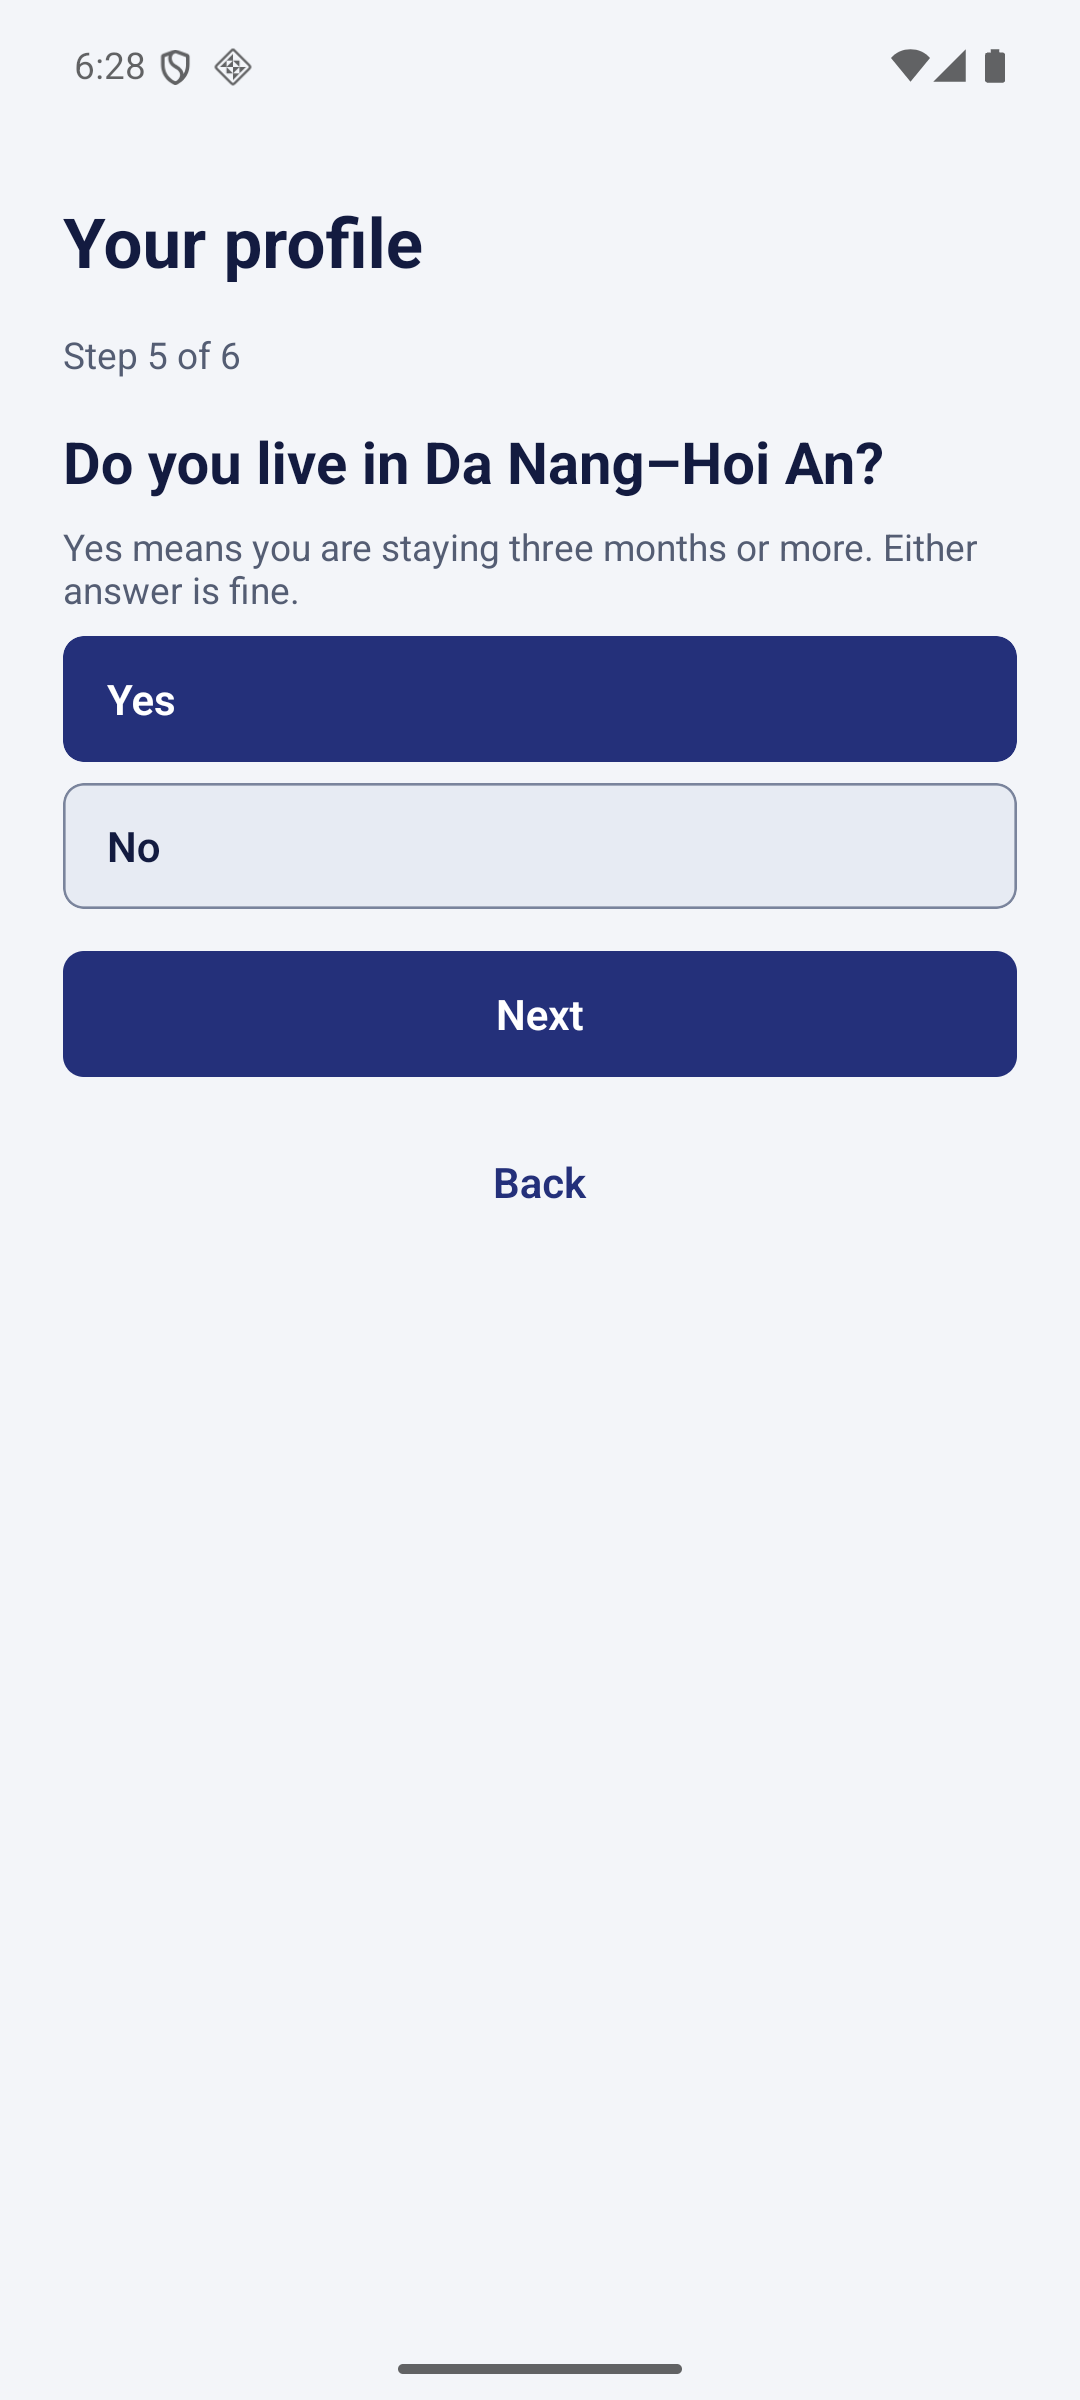 6:28
Your profile
Step 5 of 6
Do you live in Da Nang–Hoi An?
Yes means you are staying three months or more. Either
answer is fine.
Yes
No
Next
Back